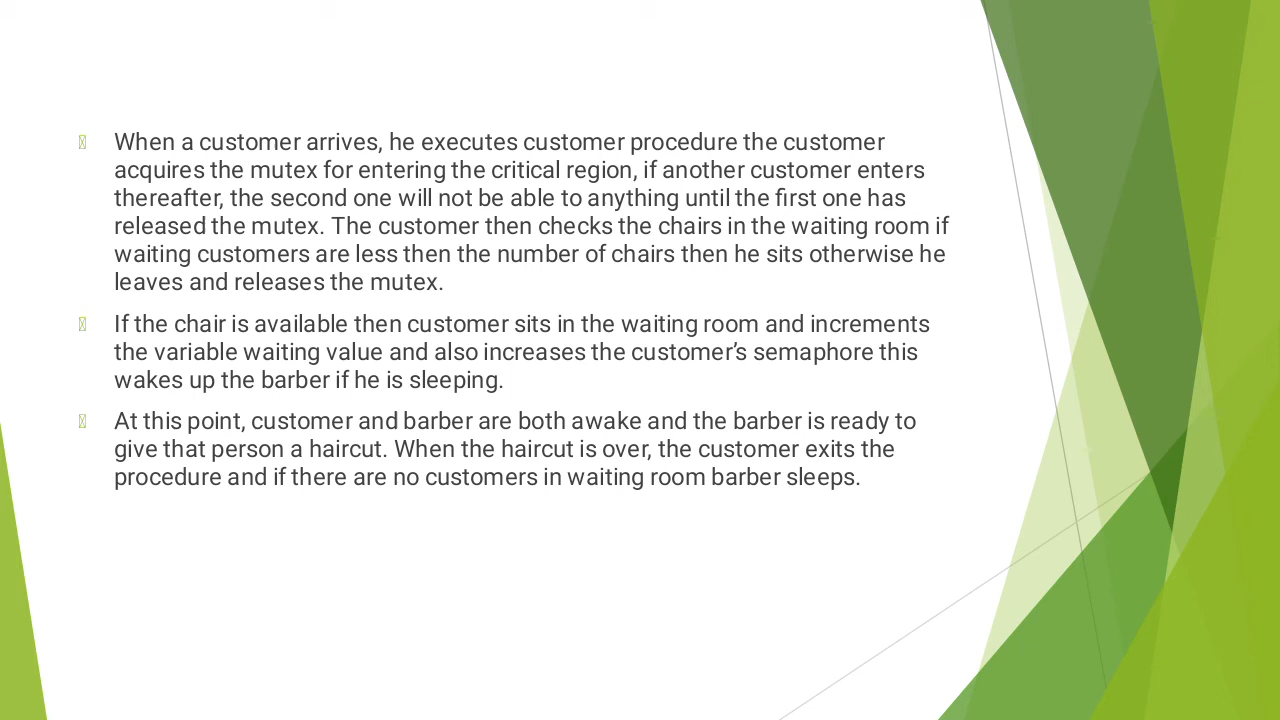 When a customer arrives, he executes customer procedure the customer
acquires the mutex for entering the critical region, if another customer enters
thereafter, the second one will not be able to anything until the first one has
released the mutex. The customer then checks the chairs in the waiting room if
waiting customers are less then the number of chairs then he sits otherwise he
leaves and releases the mutex.
If the chair is available then customer sits in the waiting room and increments
the variable waiting value and also increases the customer’s semaphore this
wakes up the barber if he is sleeping.
At this point, customer and barber are both awake and the barber is ready to
give that person a haircut. When the haircut is over, the customer exits the
procedure and if there are no customers in waiting room barber sleeps.